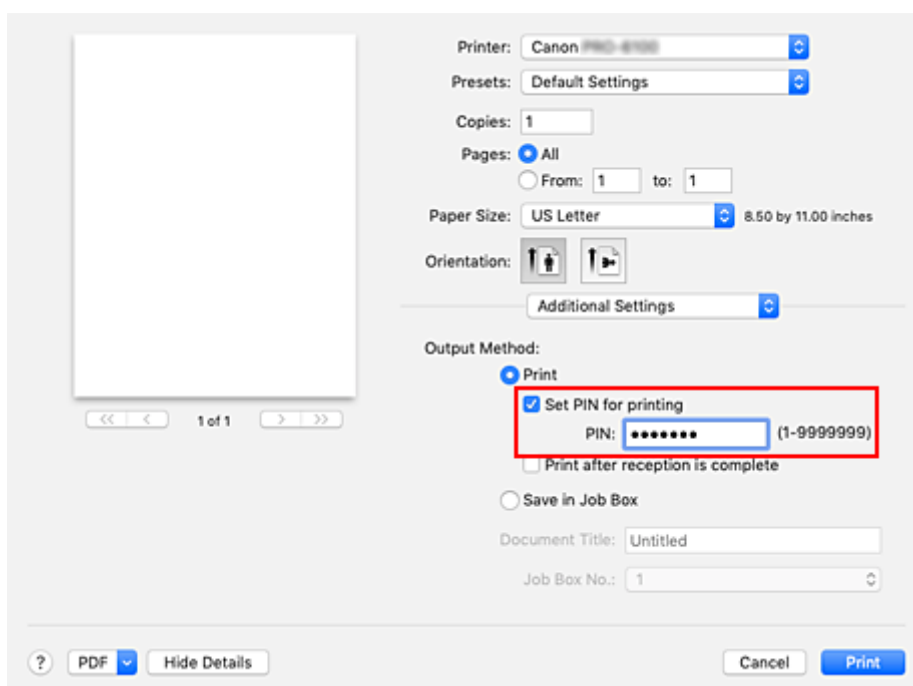 Printer: Canon
Presets: Default Settings
Copies: 1
Pages: All
From: 1 to: 1
Paper Size: US Letter 8.50 by 11.00 inches
Orientation:
Additional Settings
Output Method:
Print
Set PIN for printing
PIN: ••••••• (1-9999999)
Print after reception is complete
Save in Job Box
Document Title: Untitled
Job Box No.: 1
<< < 1 of 1 > >>
? PDF Hide Details Cancel Print